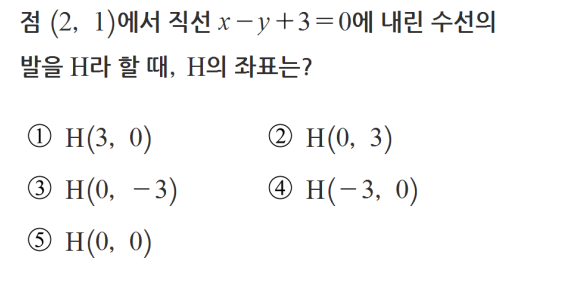 점 (2, 1)에서 직선 x−y+3=0에 내린 수선의
발을 H라 할 때, H의 좌표는?
① H(3, 0) ② H(0, 3)
③ H(0, −3) ④ H(−3, 0)
⑤ H(0, 0)